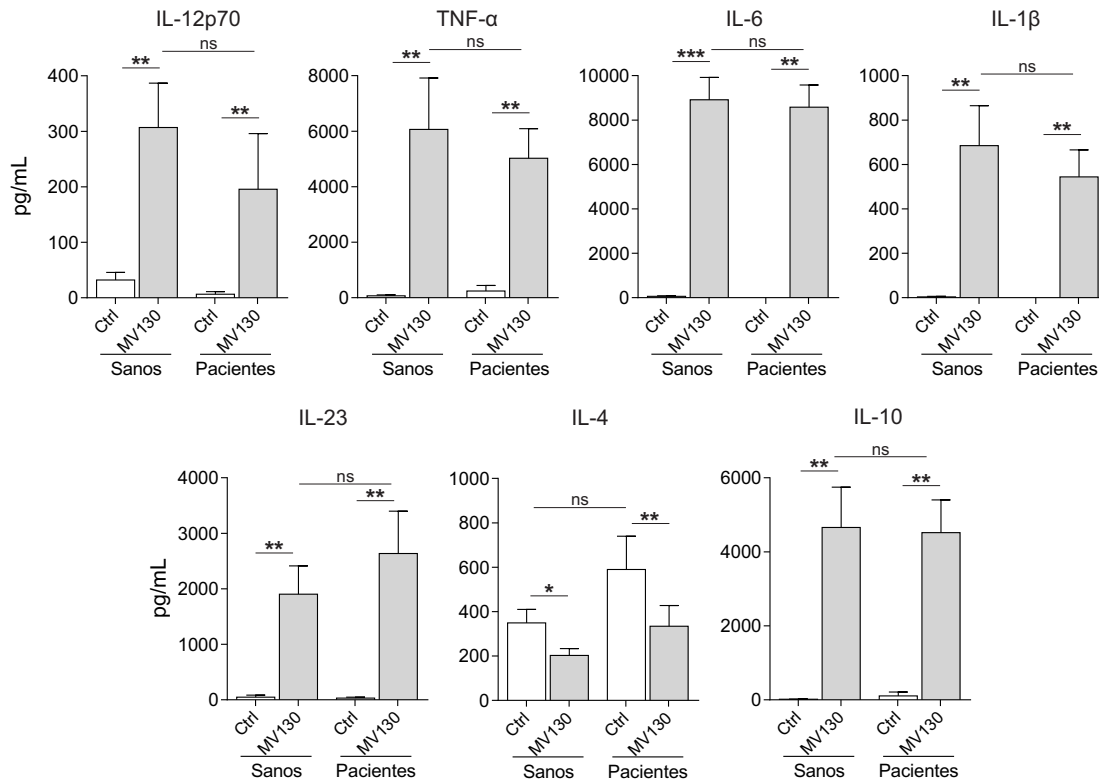 IL-12p70 TNF-α IL-6 IL-1β
ns ns ns ns
** ** ** ** *** ** ** **
pg/mL
400 300 200 100 0
8000 6000 4000 2000 0
10000 8000 6000 4000 2000 0
1000 800 600 400 200 0
Ctrl MV130 Ctrl MV130 Ctrl MV130 Ctrl MV130 Ctrl MV130 Ctrl MV130 Ctrl MV130 Ctrl MV130
Sanos Pacientes Sanos Pacientes Sanos Pacientes Sanos Pacientes
IL-23 IL-4 IL-10
ns ns ns
** ** * ** ** **
pg/mL
4000 3000 2000 1000 0
1000 800 600 400 200 0
6000 4000 2000 0
Ctrl MV130 Ctrl MV130 Ctrl MV130 Ctrl MV130 Ctrl MV130 Ctrl MV130
Sanos Pacientes Sanos Pacientes Sanos Pacientes